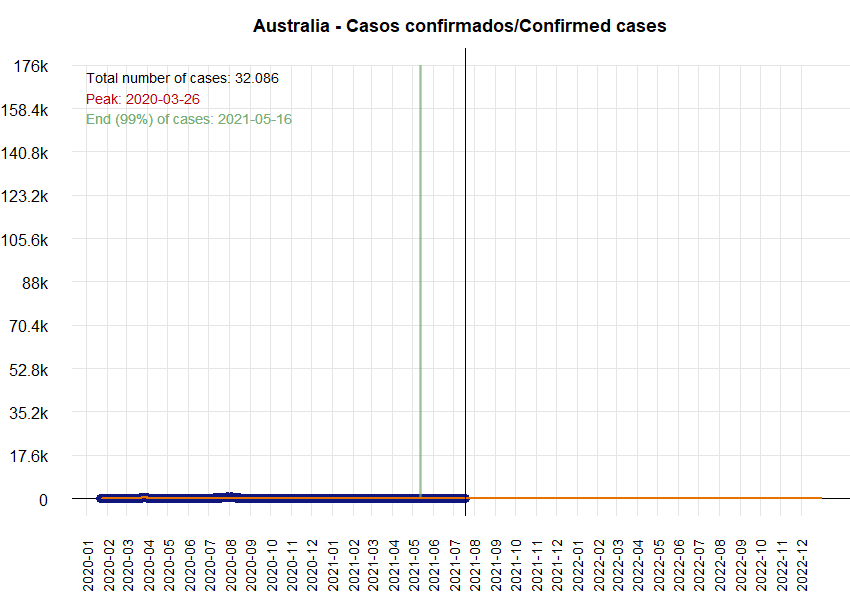 Australia - Casos confirmados/Confirmed cases
176k
Total number of cases: 32.086
Peak: 2020-03-26
158.4k
End (99%) of cases: 2021-05-16
140.8k
123.2k
105.6k
88k
70.4k
52.8k
35.2k
17.6k
0
2020-01
2020-02
2020-03
2020-04
2020-05
2020-06
2020-07
2020-08
2020-09
2020-10
2020-11
2020-12
2021-01
2021-02
2021-03
2021-04
2021-05
2021-06
2021-07
2021-08
2021-09
2021-10
2021-11
2021-12
2022-01
2022-02
2022-03
2022-04
2022-05
2022-06
2022-07
2022-08
2022-09
2022-10
2022-11
2022-12